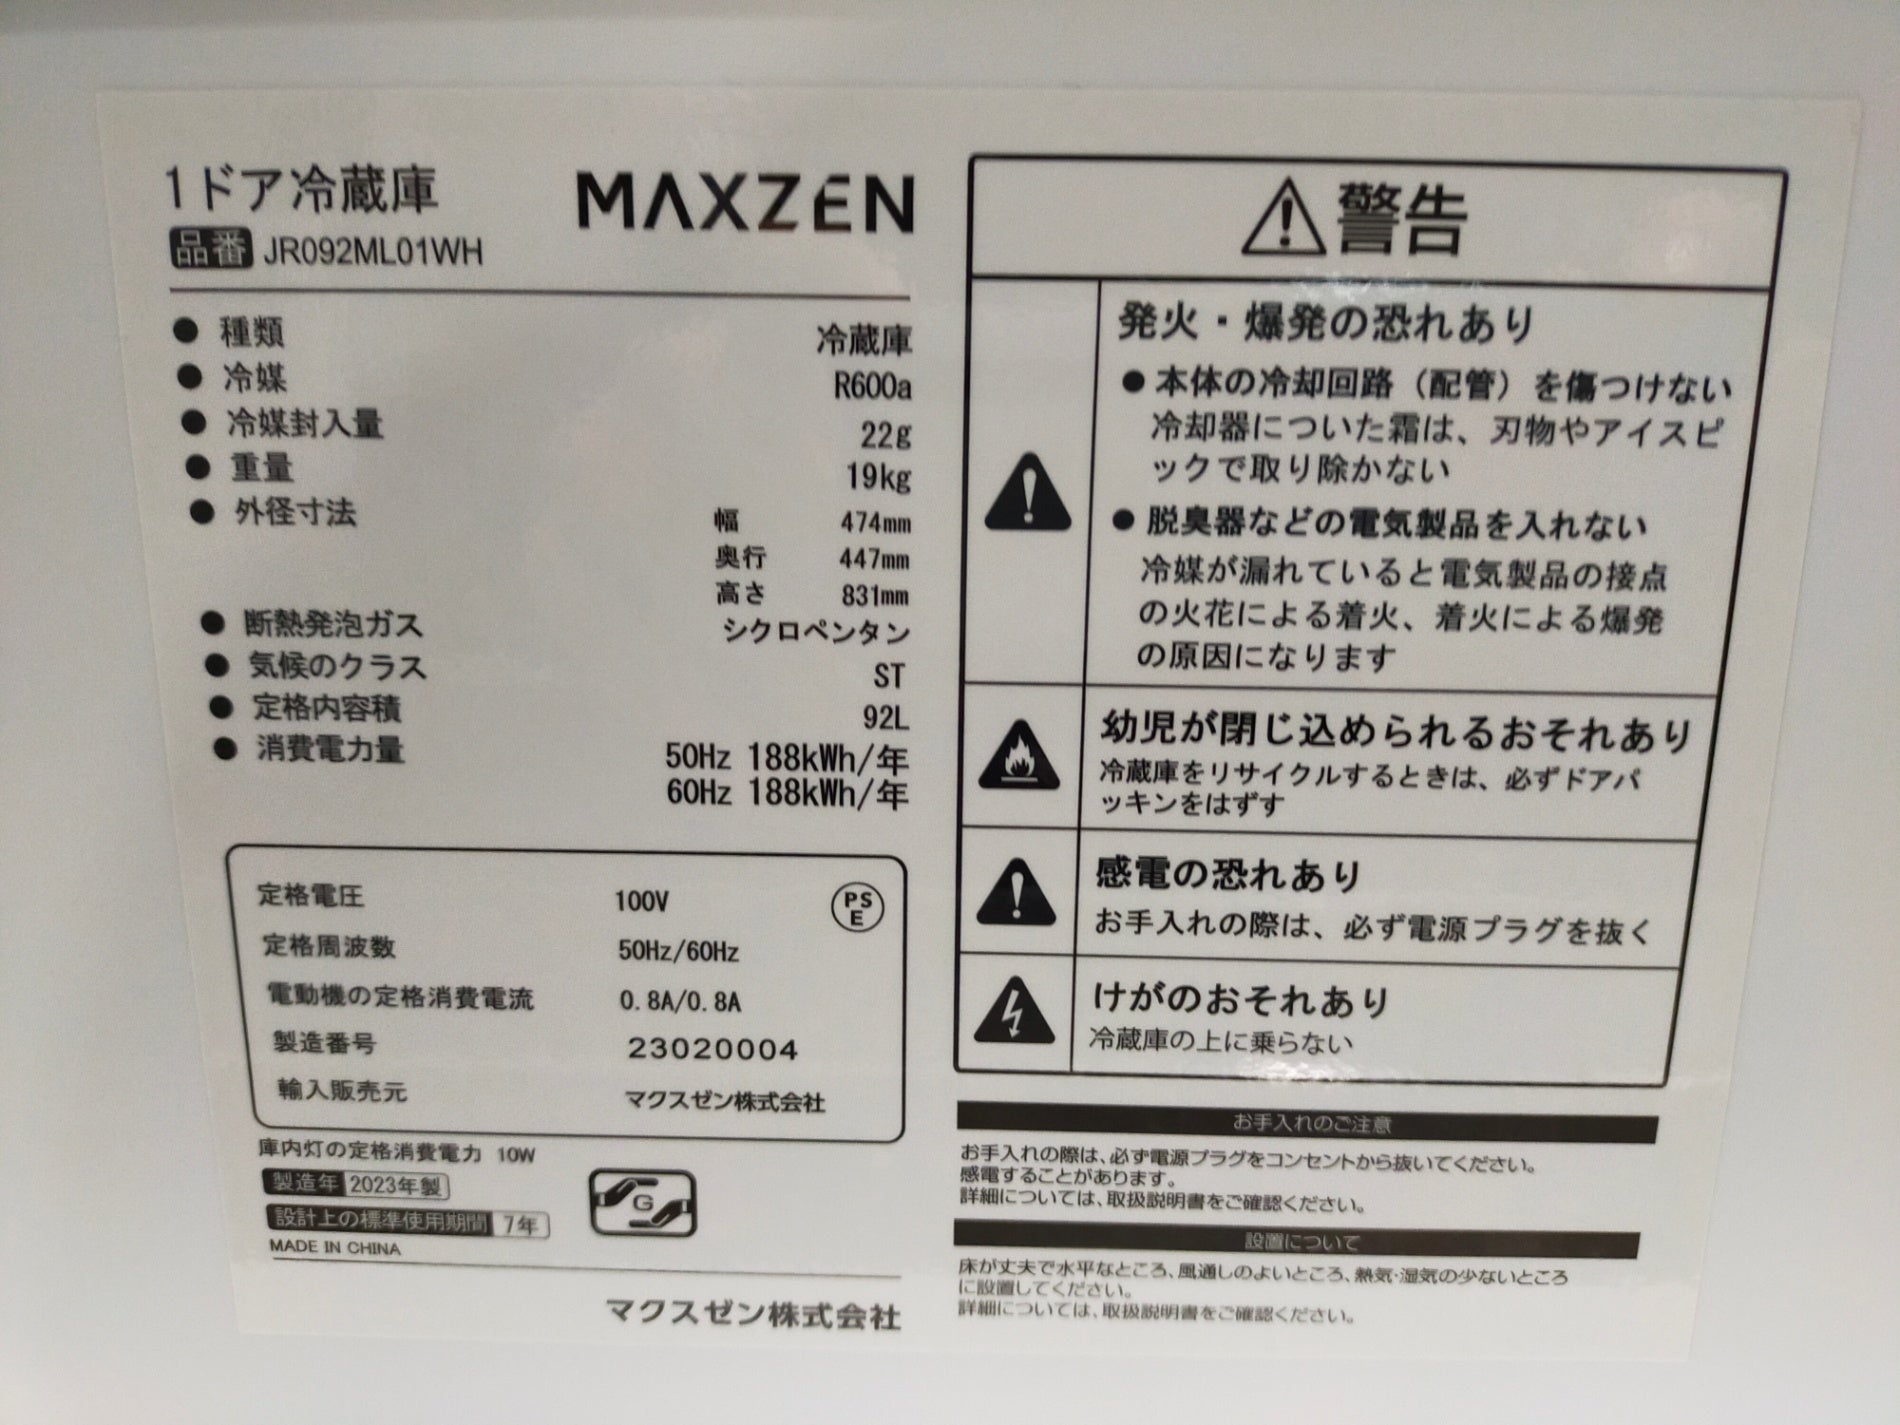 1ドア冷蔵庫
MAXZEN
品番 JR092ML01WH
● 種類 冷蔵庫
● 冷媒 R600a
● 冷媒封入量 22g
● 重量 19kg
● 外径寸法 幅 474mm
奥行 447mm
高さ 831mm
● 断熱発泡ガス シクロペンタン
● 気候のクラス ST
● 定格内容積 92L
● 消費電力量 50Hz 188kWh/年
60Hz 188kWh/年
定格電圧 100V
PS
E
定格周波数 50Hz/60Hz
電動機の定格消費電流 0.8A/0.8A
製造番号 23020004
輸入販売元 マクスゼン株式会社
庫内灯の定格消費電力 10W
製造年 2023年製
設計上の標準使用期間 7年
G
MADE IN CHINA
マクスゼン株式会社
警告
発火・爆発の恐れあり
● 本体の冷却回路（配管）を傷つけない
冷却器についた霜は、刃物やアイスピ
ックで取り除かない
● 脱臭器などの電気製品を入れない
冷媒が漏れていると電気製品の接点
の火花による着火、着火による爆発
の原因になります
幼児が閉じ込められるおそれあり
冷蔵庫をリサイクルするときは、必ずドアパ
ッキンをはずす
感電の恐れあり
お手入れの際は、必ず電源プラグを抜く
けがのおそれあり
冷蔵庫の上に乗らない
お手入れのご注意
お手入れの際は、必ず電源プラグをコンセントから抜いてください。
感電することがあります。
詳細については、取扱説明書をご確認ください。
設置について
床が丈夫で水平なところ、風通しのよいところ、熱気・湿気の少ないところ
に設置してください。
詳細については、取扱説明書をご確認ください。